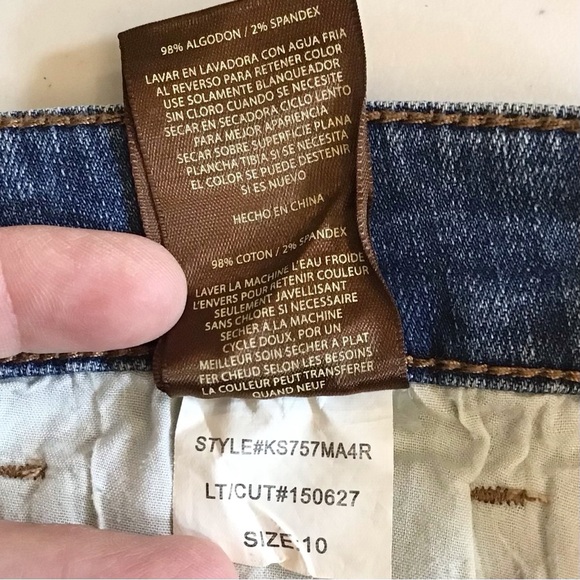 98% ALGODON / 2% SPANDEX
LAVAR EN LAVADORA CON AGUA FRIA
AL REVERSO PARA RETENER COLOR
USE SOLAMENTE BLANQUEADOR
SIN CLORO CUANDO SE NECESITE
SECAR EN SECADORA CICLO LENTO
PARA MEJOR APARIENCIA
SECAR SOBRE SUPERFICIE PLANA
PLANCHA TIBIA SI ES NECESARIA
EL COLOR SE PUEDE DESTENIR
SI ES NUEVO
HECHO EN CHINA
98% COTON / 2% SPANDEX
LAVER LA MACHINE L'EAU FROIDE
L'ENVERS POUR RETENIR COULEUR
SEULEMENT JAVELLISANT
SANS CHLORE SI NECESSAIRE
SECHER A LA MACHINE
CYCLE DOUX, POUR UN
MEILLEUR SOIN SECHER A PLAT
FER CHEUD SELON LES BESOINS
LA COULEUR PEUT TRANSFERER
QUAND NEUF
STYLE#KS757MA4R
LT/CUT#150627
SIZE:10